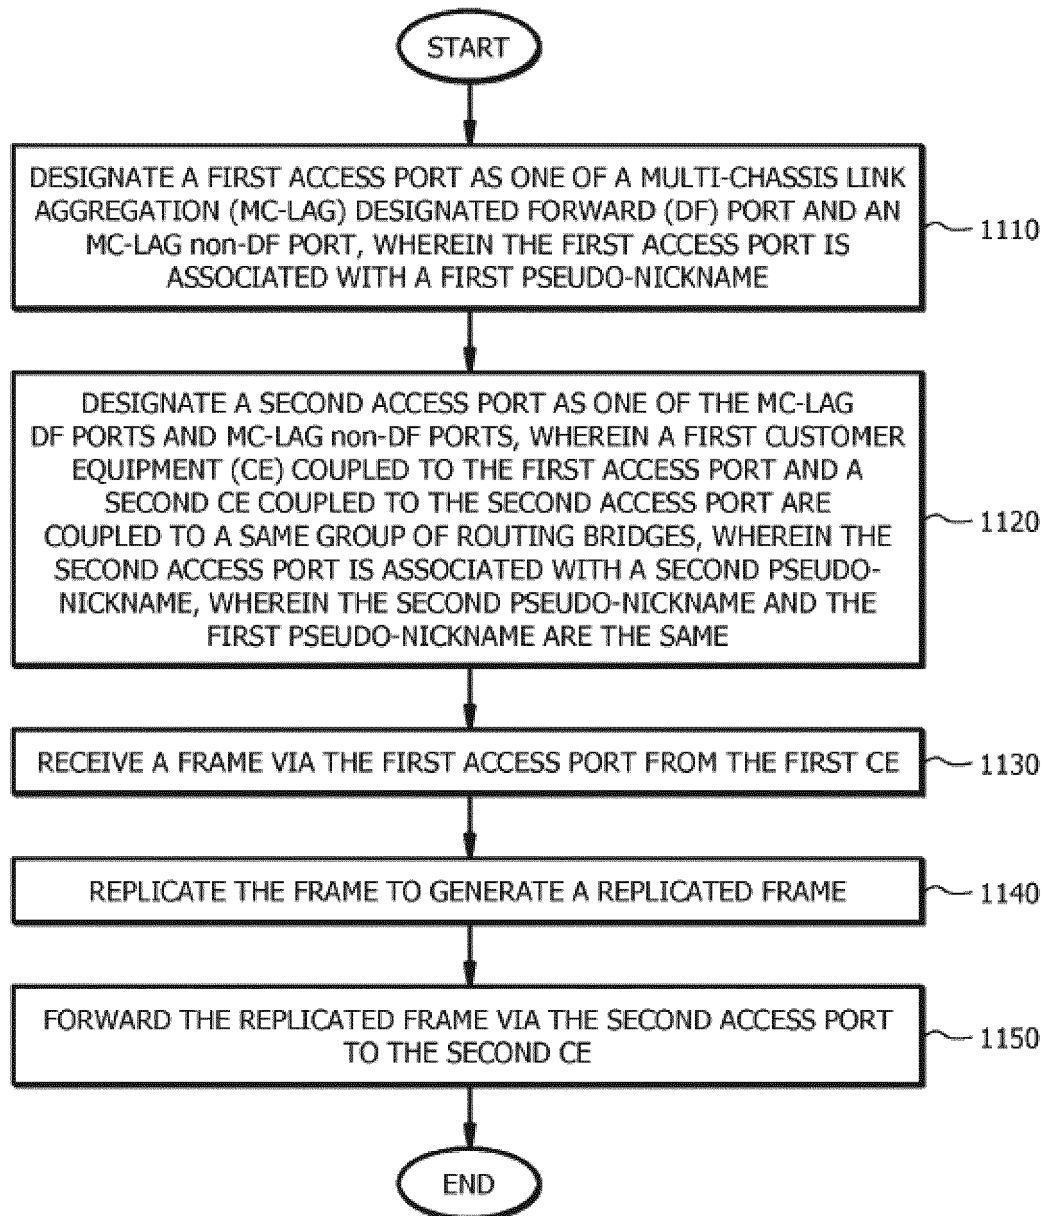 START
DESIGNATE A FIRST ACCESS PORT AS ONE OF A MULTI-CHASSIS LINK
AGGREGATION (MC-LAG) DESIGNATED FORWARD (DF) PORT AND AN
MC-LAG non-DF PORT, WHEREIN THE FIRST ACCESS PORT IS
ASSOCIATED WITH A FIRST PSEUDO-NICKNAME
1110
DESIGNATE A SECOND ACCESS PORT AS ONE OF THE MC-LAG
DF PORTS AND MC-LAG non-DF PORTS, WHEREIN A FIRST CUSTOMER
EQUIPMENT (CE) COUPLED TO THE FIRST ACCESS PORT AND A
SECOND CE COUPLED TO THE SECOND ACCESS PORT ARE
COUPLED TO A SAME GROUP OF ROUTING BRIDGES, WHEREIN THE
SECOND ACCESS PORT IS ASSOCIATED WITH A SECOND PSEUDO-
NICKNAME, WHEREIN THE SECOND PSEUDO-NICKNAME AND THE
FIRST PSEUDO-NICKNAME ARE THE SAME
1120
RECEIVE A FRAME VIA THE FIRST ACCESS PORT FROM THE FIRST CE
1130
REPLICATE THE FRAME TO GENERATE A REPLICATED FRAME
1140
FORWARD THE REPLICATED FRAME VIA THE SECOND ACCESS PORT
TO THE SECOND CE
1150
END